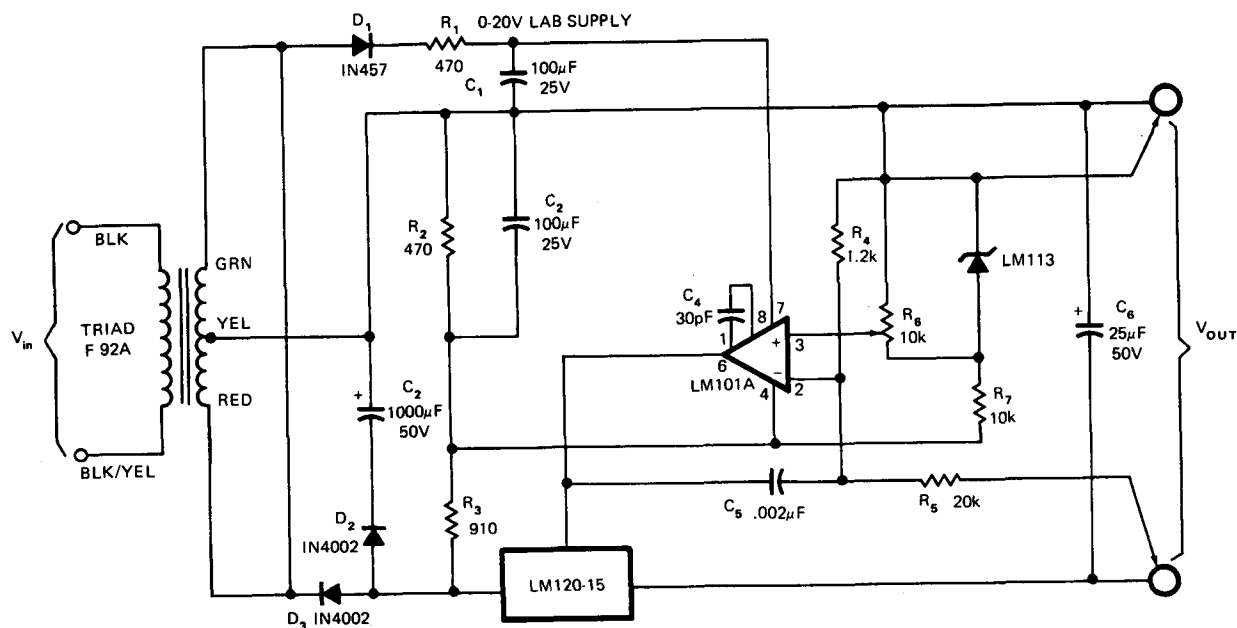 0-20V LAB SUPPLY
D1
IN457
R1
470
C1
100µF
25V
Vin
BLK
BLK/YEL
TRIAD
F 92A
GRN
YEL
RED
R2
470
C2
100µF
25V
+
C2
1000µF
50V
D2
IN4002
D3 IN4002
R3
910
C4
30pF
8
7
1
6
+
3
−
2
4
LM101A
R4
1.2k
LM113
R6
10k
R7
10k
+
C6
25µF
50V
VOUT
C5 .002µF
R5 20k
LM120-15